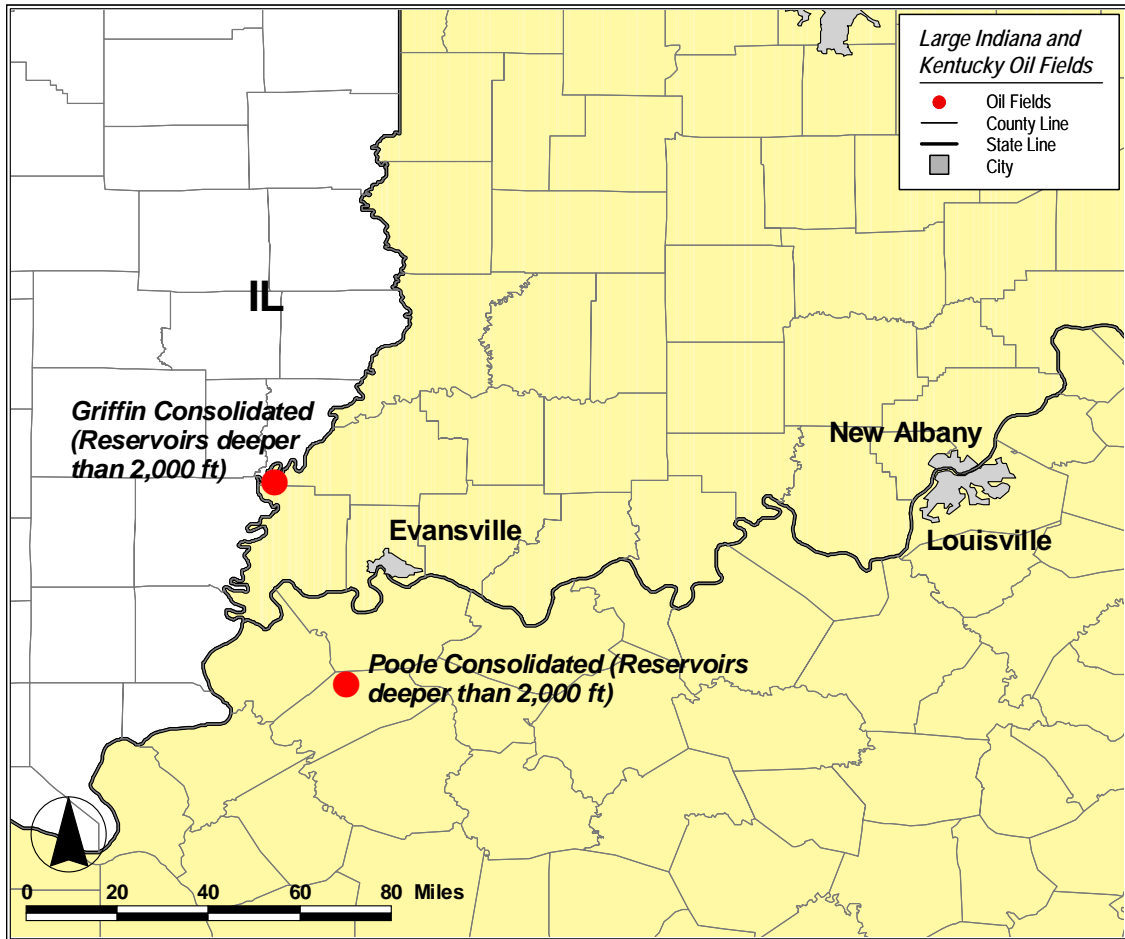 Large Indiana and
Kentucky Oil Fields
Oil Fields
County Line
State Line
City
IL
Griffin Consolidated
(Reservoirs deeper
than 2,000 ft)
New Albany
Evansville
Louisville
Poole Consolidated (Reservoirs
deeper than 2,000 ft)
0 20 40 60 80 Miles